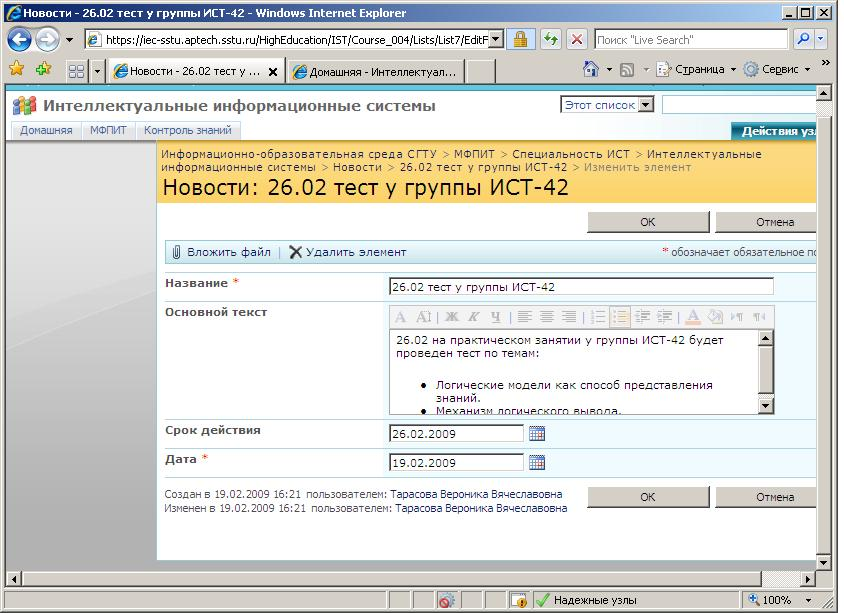 Новости - 26.02 тест у группы ИСТ-42 - Windows Internet Explorer
https://iec-sstu.aptech.sstu.ru/HighEducation/IST/Course_004/Lists/List7/EditF
Поиск "Live Search"
Новости - 26.02 тест у ...
Домашняя - Интеллектуал...
Страница
Сервис
Интеллектуальные информационные системы
Этот список
Домашняя
МФПИТ
Контроль знаний
Действия узл
Информационно-образовательная среда СГТУ > МФПИТ > Специальность ИСТ > Интеллектуальные
информационные системы > Новости > 26.02 тест у группы ИСТ-42 > Изменить элемент
Новости: 26.02 тест у группы ИСТ-42
ОК
Отмена
Вложить файл
Удалить элемент
* обозначает обязательное по
Название *
26.02 тест у группы ИСТ-42
Основной текст
26.02 на практическом занятии у группы ИСТ-42 будет
проведен тест по темам:
• Логические модели как способ представления
знаний.
• Механизм логического вывода.
Срок действия
26.02.2009
Дата *
19.02.2009
Создан в 19.02.2009 16:21 пользователем: Тарасова Вероника Вячеславовна
Изменен в 19.02.2009 16:21 пользователем: Тарасова Вероника Вячеславовна
ОК
Отмена
Надежные узлы
100%